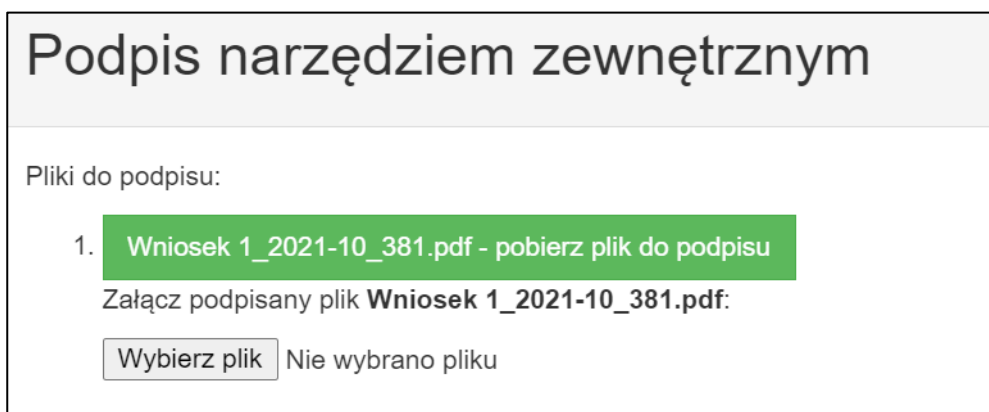 Podpis narzędziem zewnętrznym
Pliki do podpisu:
1. Wniosek 1_2021-10_381.pdf - pobierz plik do podpisu
Załącz podpisany plik Wniosek 1_2021-10_381.pdf:
Wybierz plik Nie wybrano pliku